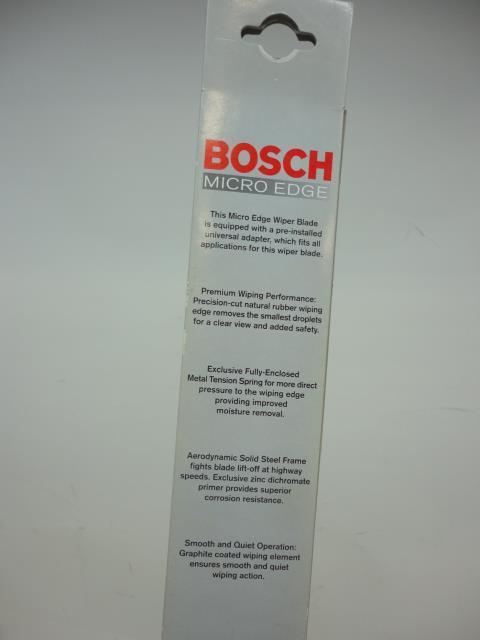 BOSCH
MICRO EDGE
This Micro Edge Wiper Blade
is equipped with a pre-installed
universal adapter, which fits all
applications for this wiper blade.
Premium Wiping Performance:
Precision-cut natural rubber wiping
edge removes the smallest droplets
for a clear view and added safety.
Exclusive Fully-Enclosed
Metal Tension Spring for more direct
pressure to the wiping edge
providing improved
moisture removal.
Aerodynamic Solid Steel Frame
fights blade lift-off at highway
speeds. Exclusive zinc dichromate
primer provides superior
corrosion resistance.
Smooth and Quiet Operation:
Graphite coated wiping element
ensures smooth and quiet
wiping action.